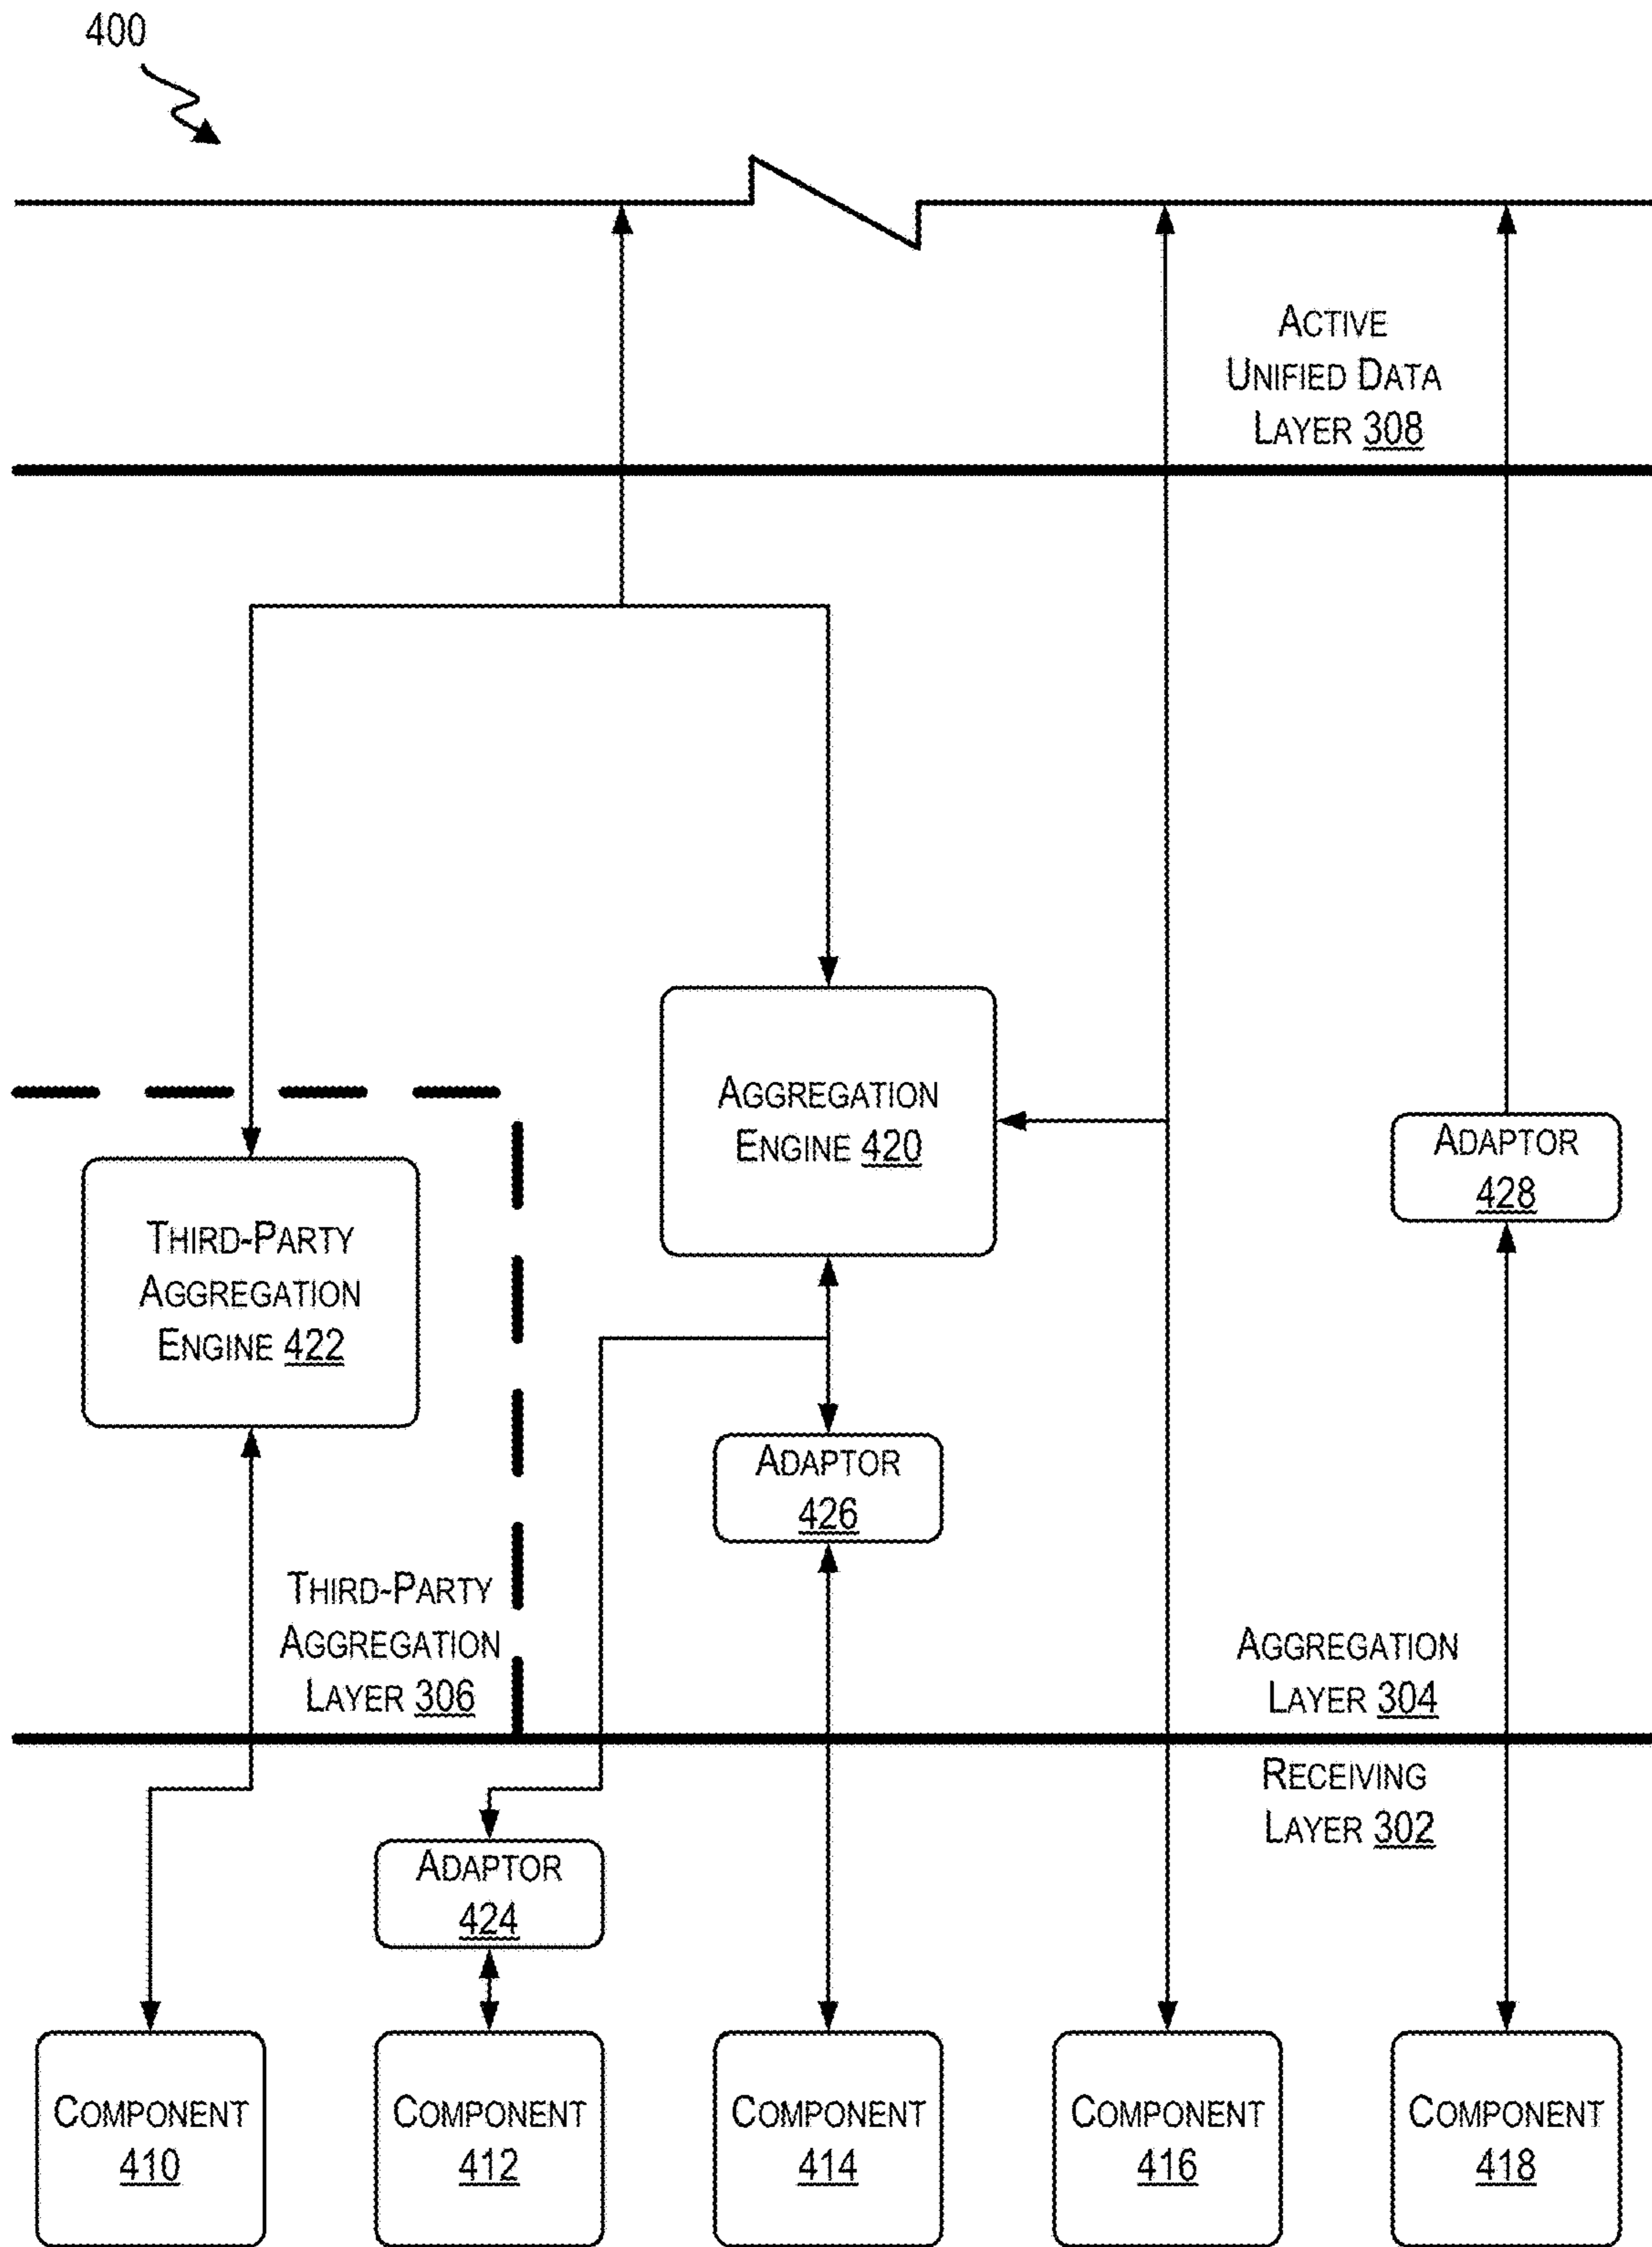 400
ACTIVE
UNIFIED DATA
LAYER 308
AGGREGATION
ENGINE 420
ADAPTOR
428
THIRD-PARTY
AGGREGATION
ENGINE 422
ADAPTOR
426
THIRD-PARTY
AGGREGATION
LAYER 306
AGGREGATION
LAYER 304
RECEIVING
LAYER 302
ADAPTOR
424
COMPONENT
410
COMPONENT
412
COMPONENT
414
COMPONENT
416
COMPONENT
418